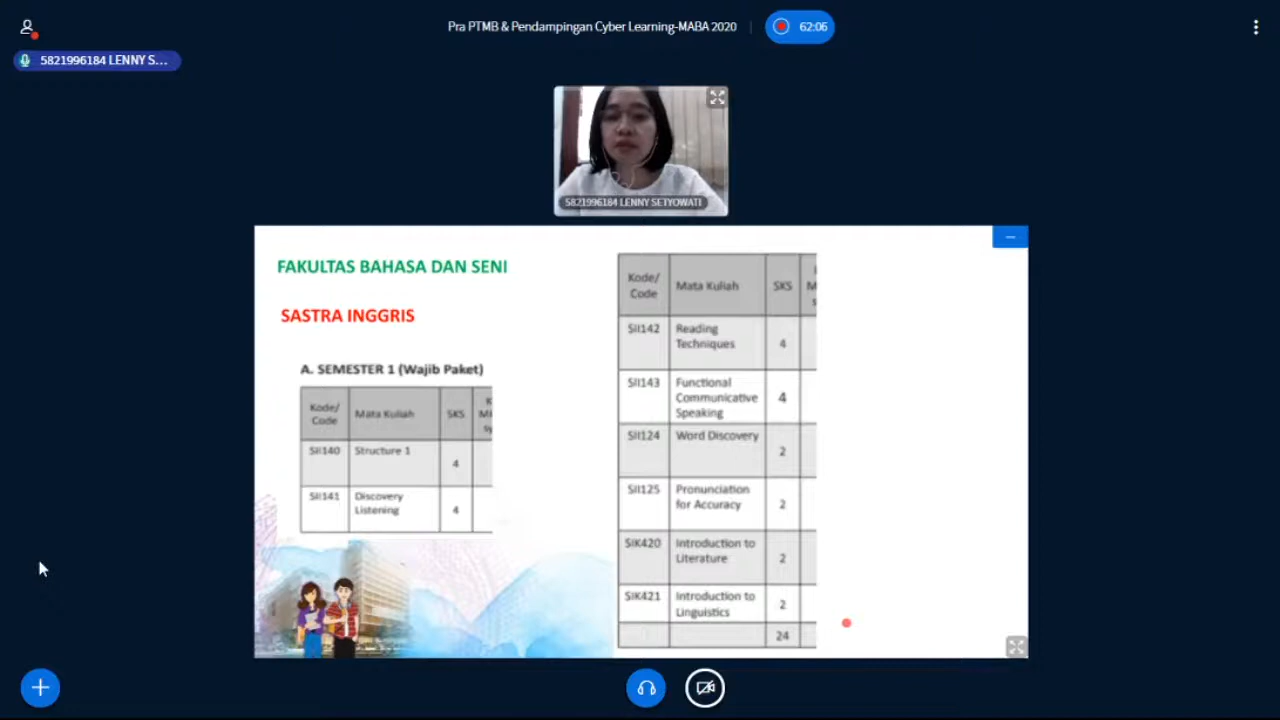 Pra PTMB & Pendampingan Cyber Learning-MABA 2020
62:06
5821996184 LENNY S...
5821996184 LENNY SETYOWATI
FAKULTAS BAHASA DAN SENI
SASTRA INGGRIS
A. SEMESTER 1 (Wajib Paket)
Kode/
Code
Mata Kuliah
SKS
SII140
Structure 1
4
SII141
Discovery
Listening
4
Kode/
Code
Mata Kuliah
SKS
SII142
Reading
Techniques
4
SII143
Functional
Communicative
Speaking
4
SII124
Word Discovery
2
SII125
Pronunciation
for Accuracy
2
SIK420
Introduction to
Literature
2
SIK421
Introduction to
Linguistics
2
24